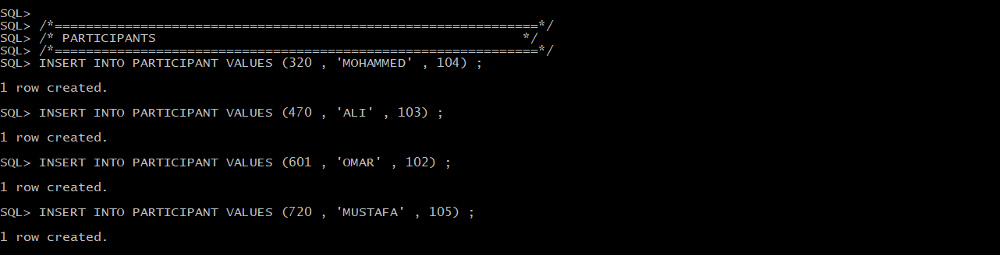 SQL>
SQL> /*==============================================================*/
SQL> /* PARTICIPANTS                                               */
SQL> /*==============================================================*/
SQL> INSERT INTO PARTICIPANT VALUES (320 , 'MOHAMMED' , 104) ;
1 row created.
SQL> INSERT INTO PARTICIPANT VALUES (470 , 'ALI' , 103) ;
1 row created.
SQL> INSERT INTO PARTICIPANT VALUES (601 , 'OMAR' , 102) ;
1 row created.
SQL> INSERT INTO PARTICIPANT VALUES (720 , 'MUSTAFA' , 105) ;
1 row created.